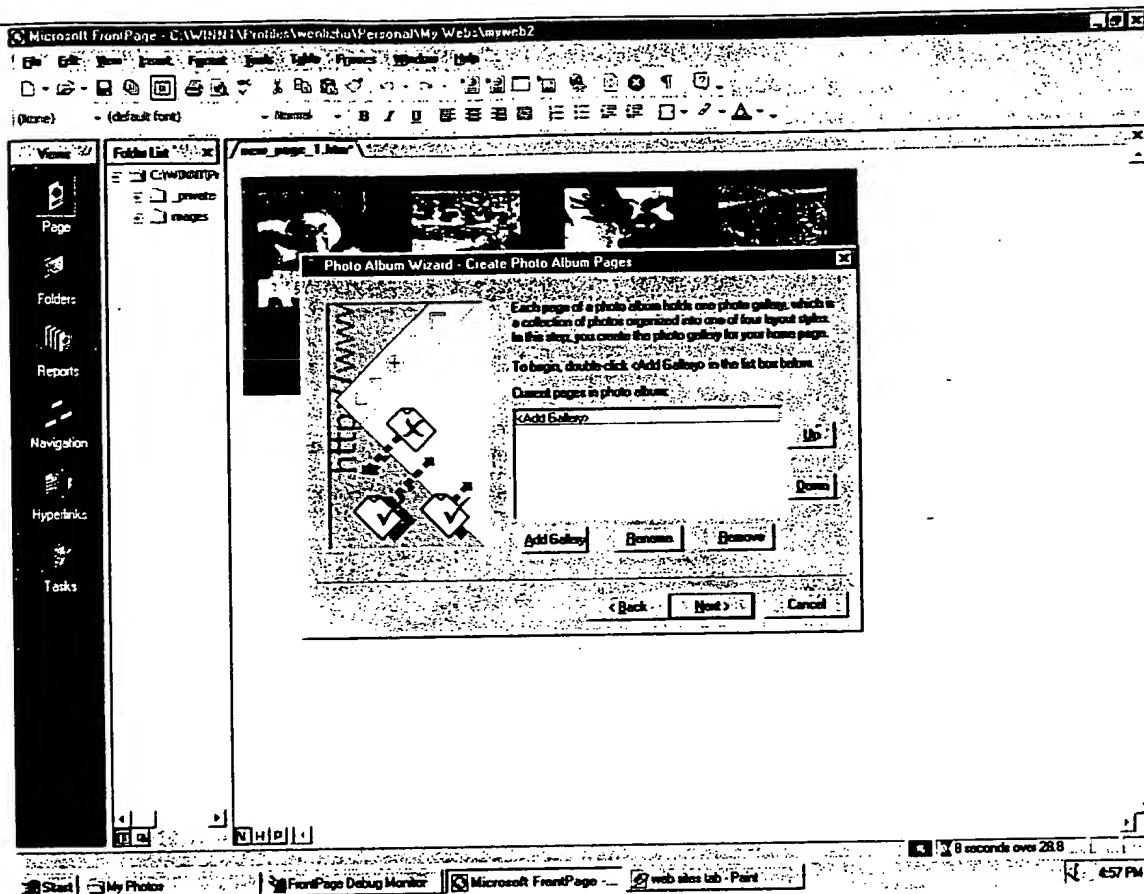 Microsoft FrontPage - C:\WINNT\Profiles\wenlizhu\Personal\My Webs\myweb2
File Edit View Insert Format Tools Table Frames Window Help
(None) (default font) Normal B I U A
Views Folder List new_page_1.htm
C:\WINNT\Pr
_private
images
Page
Folders
Reports
Navigation
Hyperlinks
Tasks
Photo Album Wizard - Create Photo Album Pages
http://www
Each page of a photo album holds one photo gallery, which is
a collection of photos organized into one of four layout styles.
In this step, you create the photo gallery for your home page.
To begin, double-click <Add Gallery> in the list box below.
Current pages in photo album:
<Add Gallery>
Up
Down
Add Gallery Rename Remove
< Back Next > Cancel
N H P
8 seconds over 28.8
Start My Photos FrontPage Debug Monitor Microsoft FrontPage - ... web sites tab - Paint 4:57 PM